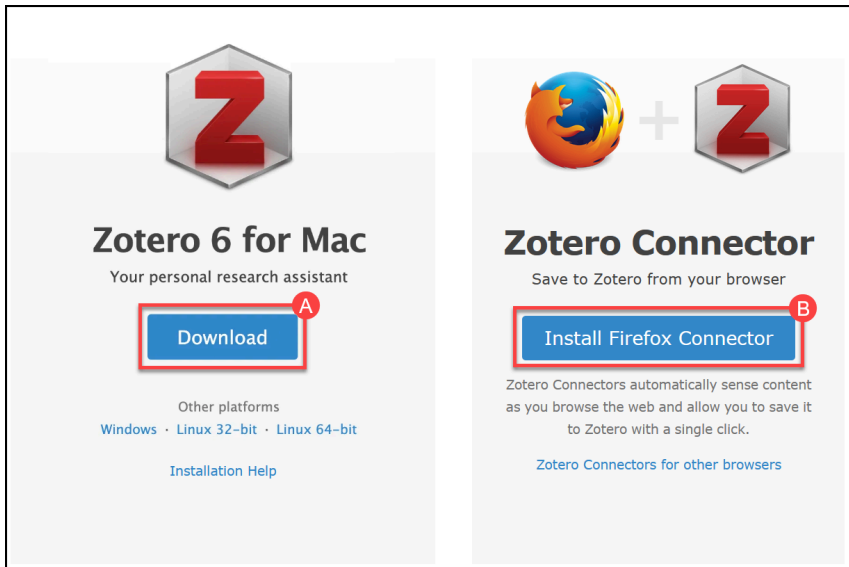 Z
Zotero 6 for Mac
Your personal research assistant
A
Download
Other platforms
Windows · Linux 32-bit · Linux 64-bit
Installation Help
+
Z
Zotero Connector
Save to Zotero from your browser
B
Install Firefox Connector
Zotero Connectors automatically sense content
as you browse the web and allow you to save it
to Zotero with a single click.
Zotero Connectors for other browsers